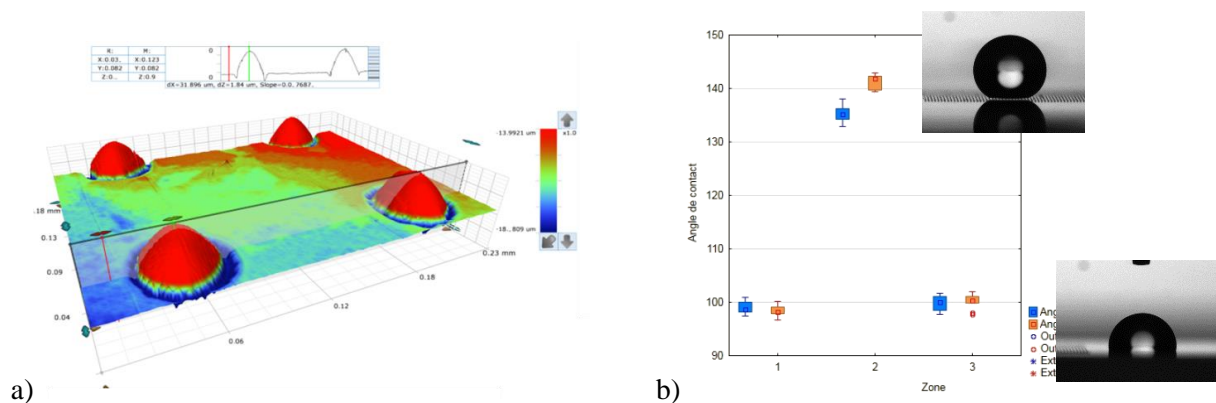 R: M:
X:0.03, X:0.123
Y:0.082 Y:0.082
Z:0., Z:0.9
0
0
dX=31.896 um, dZ=1.84 um, Slope=0.0,7687,
13.9921 um
x1.0
-18.,809 um
.18 mm
0.13
0.09
0.04
0.06
0.12
0.18
0.23 mm
a)
150
140
130
120
110
100
90
Angle de contact
1 2 3
Zone
Ang
Ang
Out
Out
Ext
Ext
b)